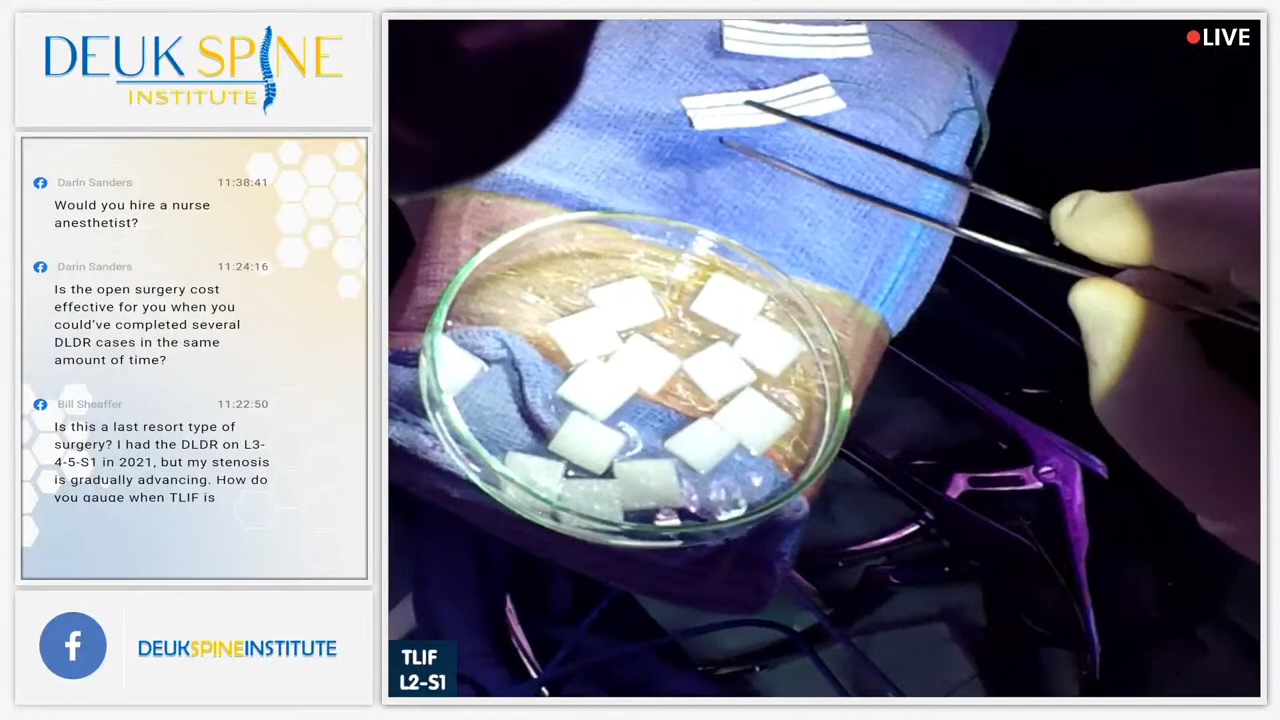 DEUK SPINE
INSTITUTE
Darin Sanders 11:38:41
Would you hire a nurse
anesthetist?
Darin Sanders 11:24:16
Is the open surgery cost
effective for you when you
could've completed several
DLDR cases in the same
amount of time?
Bill Sheaffer 11:22:50
Is this a last resort type of
surgery? I had the DLDR on L3-
4-5-S1 in 2021, but my stenosis
is gradually advancing. How do
you gauge when TLIF is
f
DEUKSPINEINSTITUTE
LIVE
TLIF
L2-S1